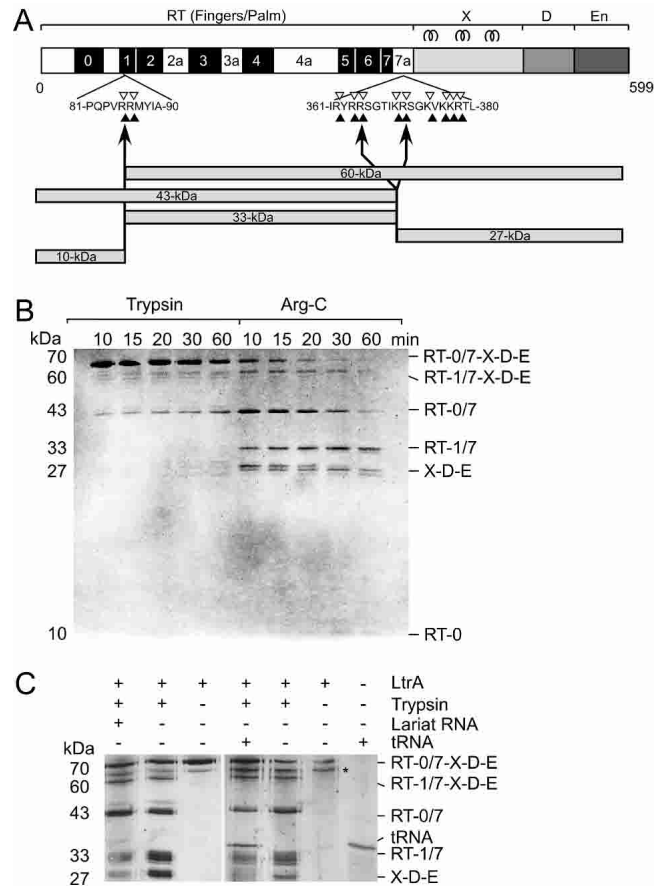 A
RT (Fingers/Palm) X D En
0 1 2 2a 3 3a 4 4a 5 6 7 7a
0 599
81-PQPVRRMYIA-90 361-IRYRRSGTIKRSGKVKKRTL-380
60-kDa
43-kDa
33-kDa
27-kDa
10-kDa
B
Trypsin Arg-C
kDa 10 15 20 30 60 10 15 20 30 60 min
70 RT-0/7-X-D-E
60 RT-1/7-X-D-E
43 RT-0/7
33 RT-1/7
27 X-D-E
10 RT-0
C
+ + + + + + - LtrA
+ + - + + - - Trypsin
+ - - - - - - Lariat RNA
- - - + - - + tRNA
kDa
70 RT-0/7-X-D-E
*
60 RT-1/7-X-D-E
43 RT-0/7
tRNA
33 RT-1/7
27 X-D-E